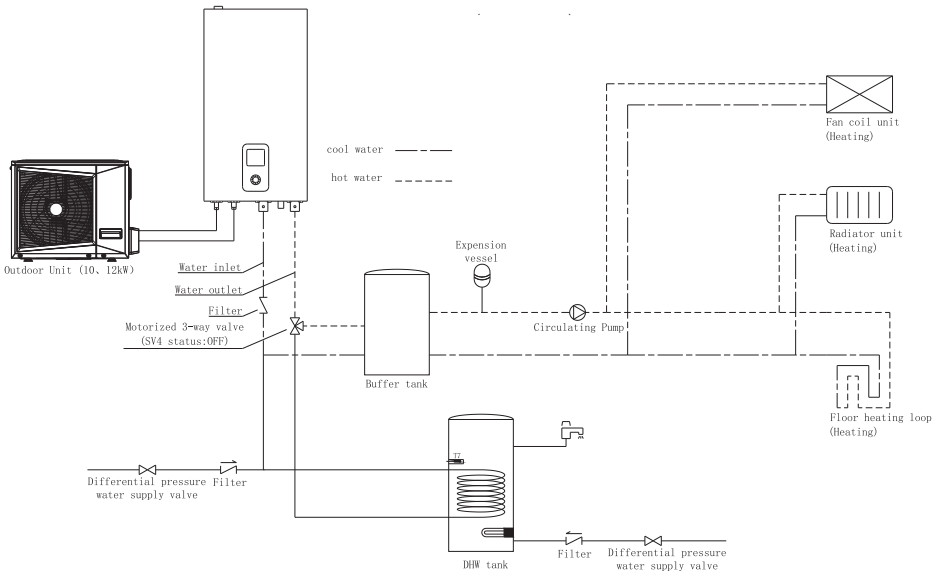 cool water
hot water
Fan coil unit
(Heating)
Radiator unit
(Heating)
Outdoor Unit (10、12kW)
Water inlet
Water outlet
Filter
Motorized 3-way valve
(SV4 status:OFF)
Expension
vessel
Circulating Pump
Buffer tank
Floor heating loop
(Heating)
T7
Differential pressure
water supply valve
Filter
DHW tank
Filter
Differential pressure
water supply valve